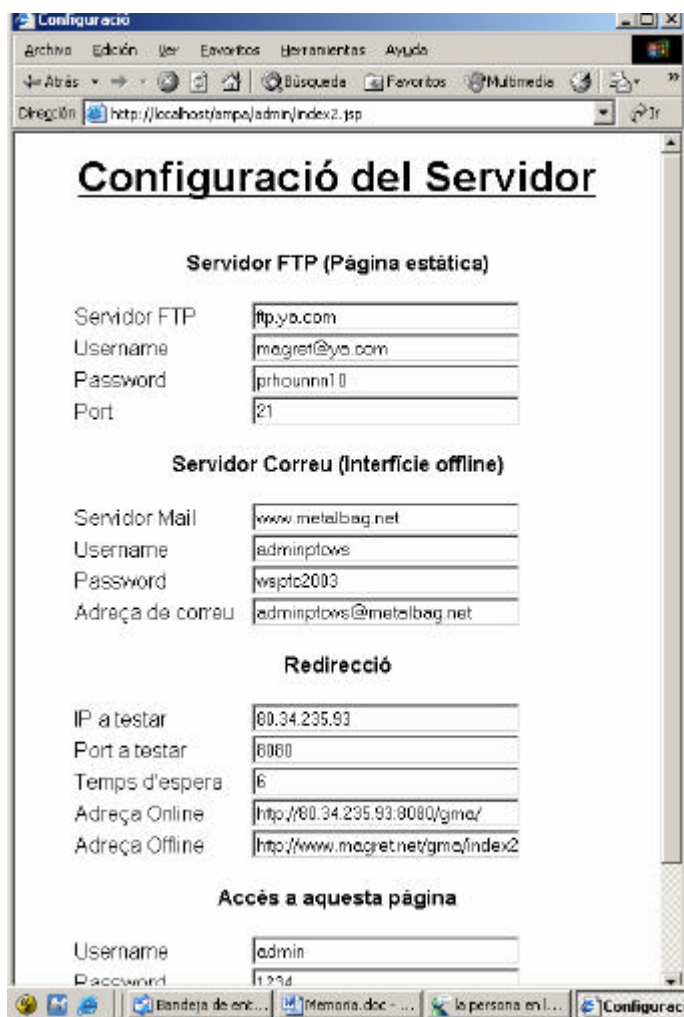 Configuració
Archivo Edición Ver Favoritos Herramientas Ayuda
Atrás Búsqueda Favoritos Multimedia »
Dirección http://localhost/ampa/admin/index2.jsp Ir
Configuració del Servidor
Servidor FTP (Página estática)
Servidor FTP ftp.ya.com
Username magret@ya.com
Password prhounnn10
Port 21
Servidor Correu (Interfície offline)
Servidor Mail www.metalbag.net
Username adminpfcws
Password wspfc2003
Adreça de correu adminpfcws@metalbag.net
Redirecció
IP a testar 80.34.235.93
Port a testar 8080
Temps d'espera 6
Adreça Online http://80.34.235.93:8080/gma/
Adreça Offline http://www.magret.net/gma/index2
Accés a aquesta página
Username admin
Password 1234
Bandeja de ent... Memoria.doc - ... la persona en l... Configurac